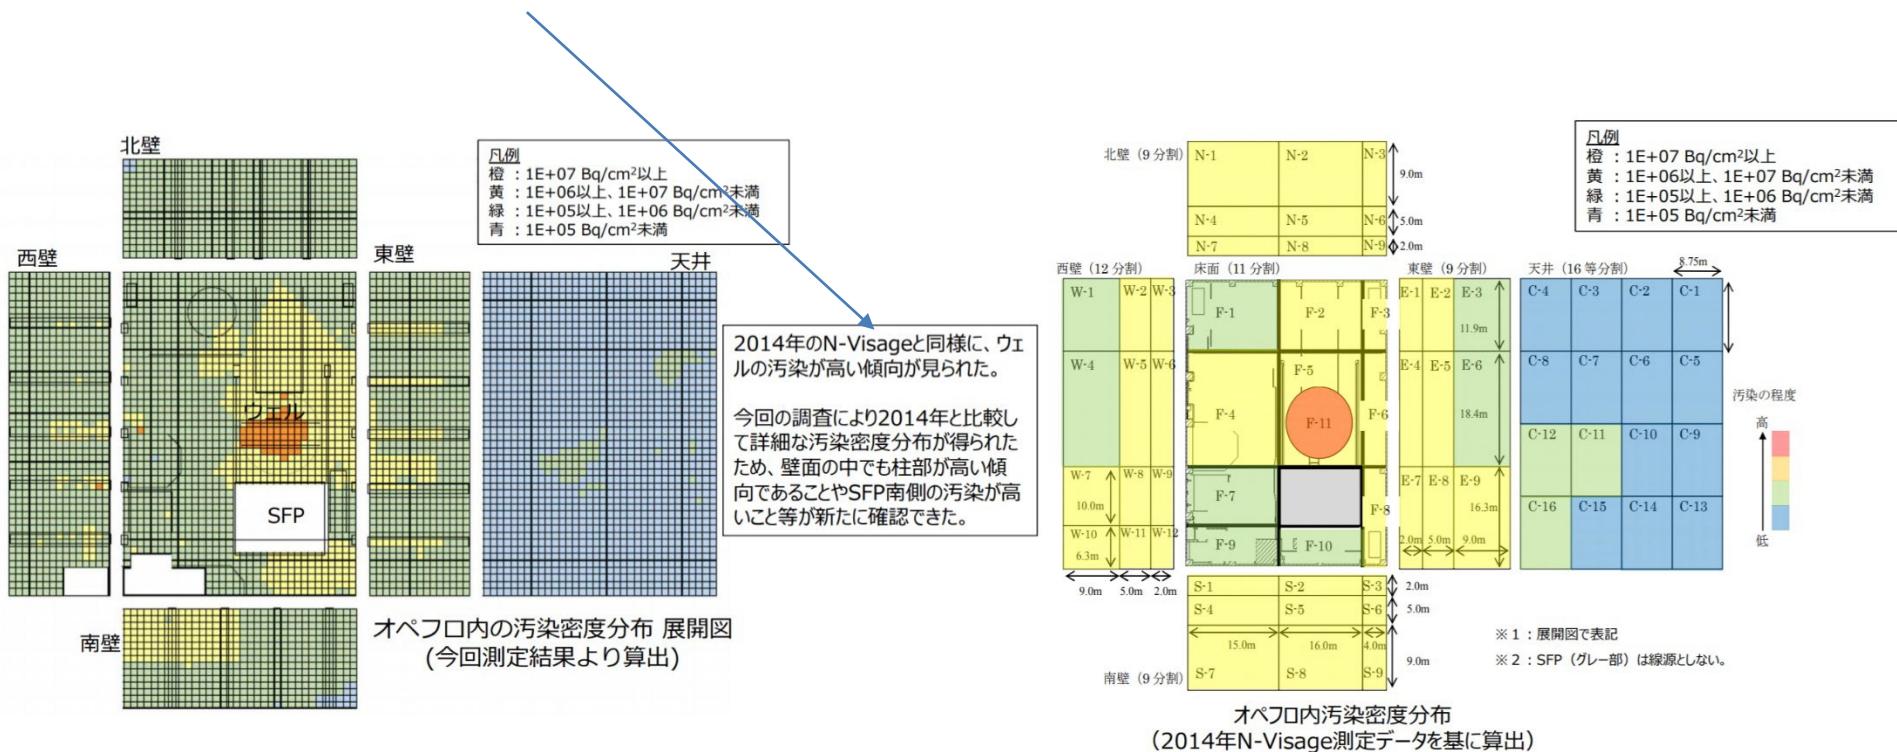 北壁
凡例
橙 : 1E+07 Bq/cm²以上
黄 : 1E+06以上、1E+07 Bq/cm²未満
緑 : 1E+05以上、1E+06 Bq/cm²未満
青 : 1E+05 Bq/cm²未満
西壁
東壁
天井
ウェル
SFP
南壁
オペフロ内の汚染密度分布 展開図
(今回測定結果より算出)
2014年のN-Visageと同様に、ウェ
ルの汚染が高い傾向が見られた。
今回の調査により2014年と比較し
て詳細な汚染密度分布が得られた
ため、壁面の中でも柱部が高い傾
向であることやSFP南側の汚染が高
いこと等が新たに確認できた。
凡例
橙 : 1E+07 Bq/cm²以上
黄 : 1E+06以上、1E+07 Bq/cm²未満
緑 : 1E+05以上、1E+06 Bq/cm²未満
青 : 1E+05 Bq/cm²未満
北壁 (9 分割)
N-1 N-2 N-3
9.0m
N-4 N-5 N-6
5.0m
N-7 N-8 N-9
2.0m
西壁 (12 分割)
W-1 W-2 W-3
W-4 W-5 W-6
W-7 W-8 W-9
10.0m
W-10 W-11 W-12
6.3m
9.0m 5.0m 2.0m
床面 (11 分割)
F-1 F-2 F-3
F-5
F-4 F-11 F-6
F-7 F-8
F-9 F-10
東壁 (9 分割)
E-1 E-2 E-3
11.9m
E-4 E-5 E-6
18.4m
E-7 E-8 E-9
16.3m
2.0m 5.0m 9.0m
天井 (16 等分割)
8.75m
C-4 C-3 C-2 C-1
C-8 C-7 C-6 C-5
C-12 C-11 C-10 C-9
C-16 C-15 C-14 C-13
汚染の程度
高
低
S-1 S-2 S-3
2.0m
S-4 S-5 S-6
5.0m
15.0m 16.0m 4.0m
9.0m
南壁 (9 分割)
S-7 S-8 S-9
※1：展開図で表記
※2：SFP（グレー部）は線源としない。
オペフロ内汚染密度分布
（2014年N-Visage測定データを基に算出）